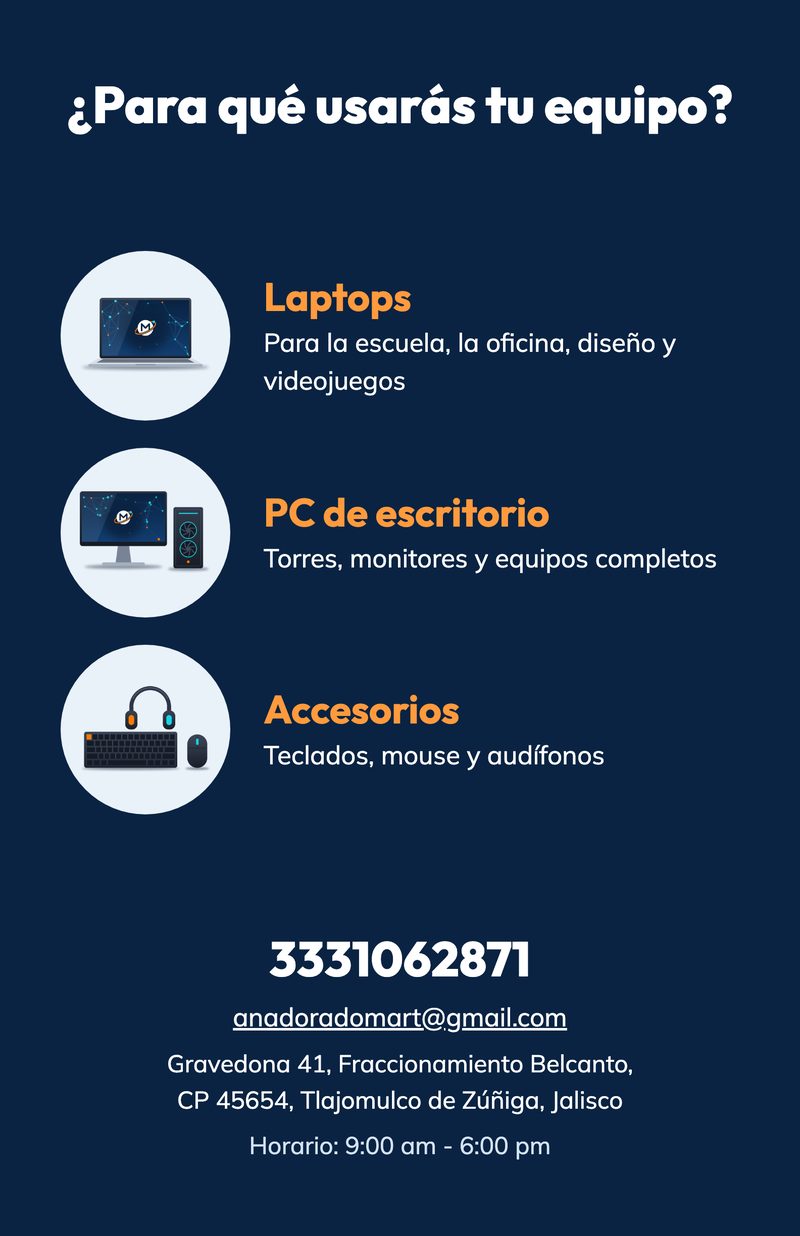 ¿Para qué usarás tu equipo?
Laptops
Para la escuela, la oficina, diseño y
videojuegos
PC de escritorio
Torres, monitores y equipos completos
Accesorios
Teclados, mouse y audífonos
3331062871
anadoradomart@gmail.com
Gravedona 41, Fraccionamiento Belcanto,
CP 45654, Tlajomulco de Zúñiga, Jalisco
Horario: 9:00 am - 6:00 pm